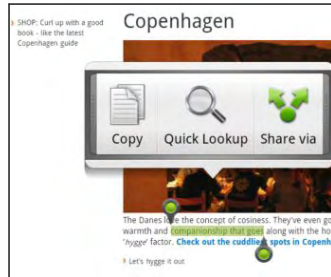 SHOP: Curl up with a good
book - like the latest
Copenhagen guide
Copenhagen
Copy
Quick Lookup
Share via
The Danes love the concept of cosiness. They've even go
warmth and companionship that goes along with the ho
'hygge' factor. Check out the cuddliest spots in Copenh
Let's hygge it out